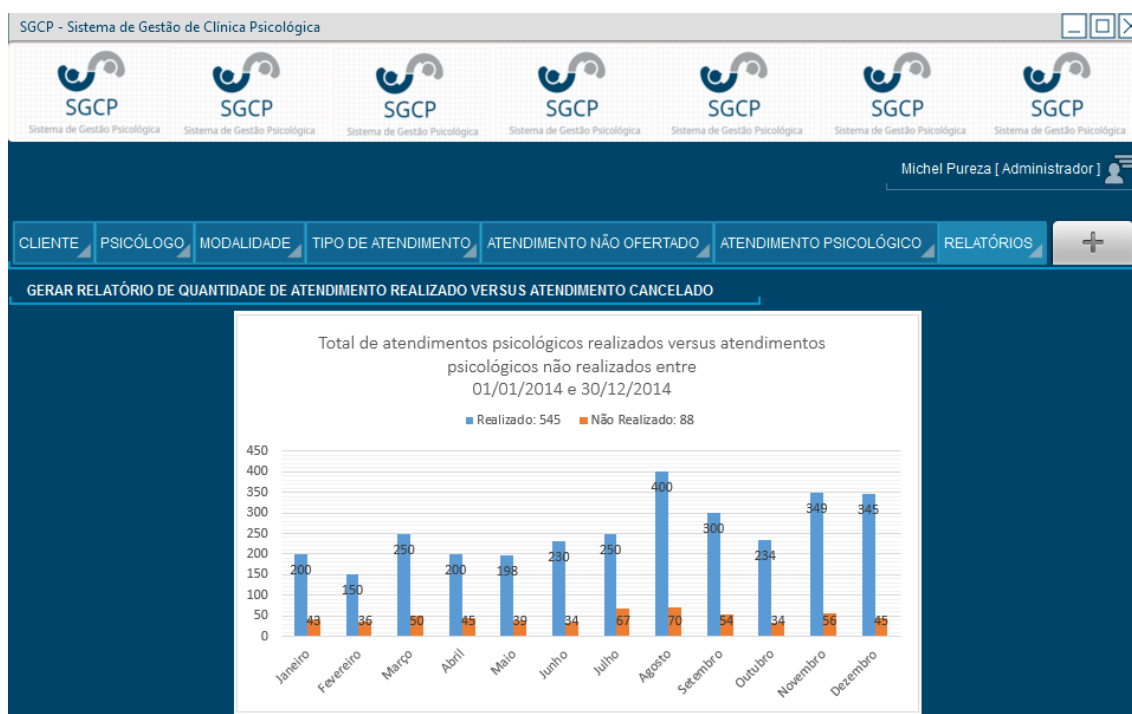 SGCP - Sistema de Gestão de Clínica Psicológica
SGCP SGCP SGCP SGCP SGCP SGCP SGCP
Sistema de Gestão Psicológica Sistema de Gestão Psicológica Sistema de Gestão Psicológica Sistema de Gestão Psicológica Sistema de Gestão Psicológica Sistema de Gestão Psicológica Sistema de Gestão Psicológica
Michel Pureza [ Administrador ]
CLIENTE PSICÓLOGO MODALIDADE TIPO DE ATENDIMENTO ATENDIMENTO NÃO OFERTADO ATENDIMENTO PSICOLÓGICO RELATÓRIOS
GERAR RELATÓRIO DE QUANTIDADE DE ATENDIMENTO REALIZADO VERSUS ATENDIMENTO CANCELADO
Total de atendimentos psicológicos realizados versus atendimentos
psicológicos não realizados entre
01/01/2014 e 30/12/2014
Realizado: 545 Não Realizado: 88
450
400
350
300
250
200
150
100
50
0
200 150 250 200 198 230 250 400 300 234 349 345
43 36 50 45 39 34 67 70 54 34 56 45
Janeiro Fevereiro Março Abril Maio Junho Julho Agosto Setembro Outubro Novembro Dezembro